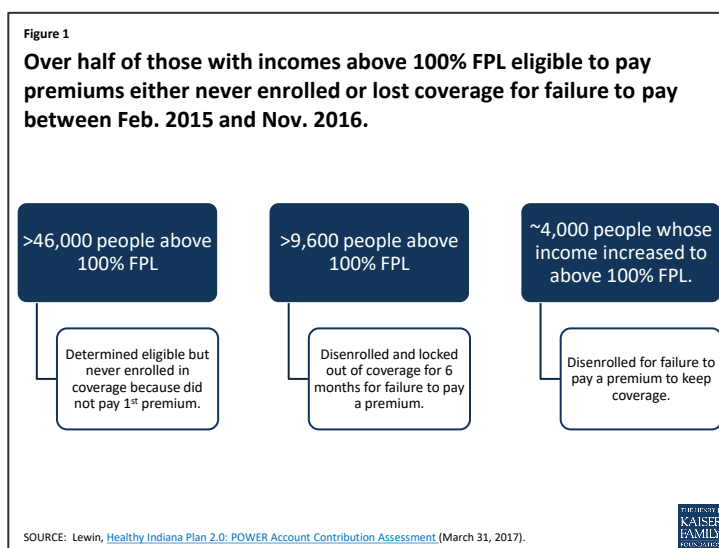 Figure 1
Over half of those with incomes above 100% FPL eligible to pay
premiums either never enrolled or lost coverage for failure to pay
between Feb. 2015 and Nov. 2016.
>46,000 people above
100% FPL
Determined eligible but
never enrolled in
coverage because did
not pay 1st premium.
>9,600 people above
100% FPL
Disenrolled and locked
out of coverage for 6
months for failure to pay
a premium.
~4,000 people whose
income increased to
above 100% FPL.
Disenrolled for failure to
pay a premium to keep
coverage.
SOURCE: Lewin, Healthy Indiana Plan 2.0: POWER Account Contribution Assessment (March 31, 2017).
THE HENRY J.
KAISER
FAMILY
FOUNDATION